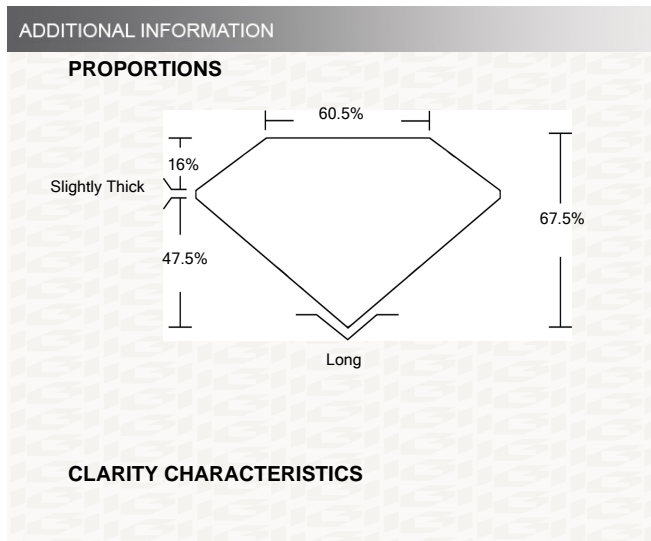 ADDITIONAL INFORMATION
PROPORTIONS
60.5%
16%
Slightly Thick
67.5%
47.5%
Long
CLARITY CHARACTERISTICS